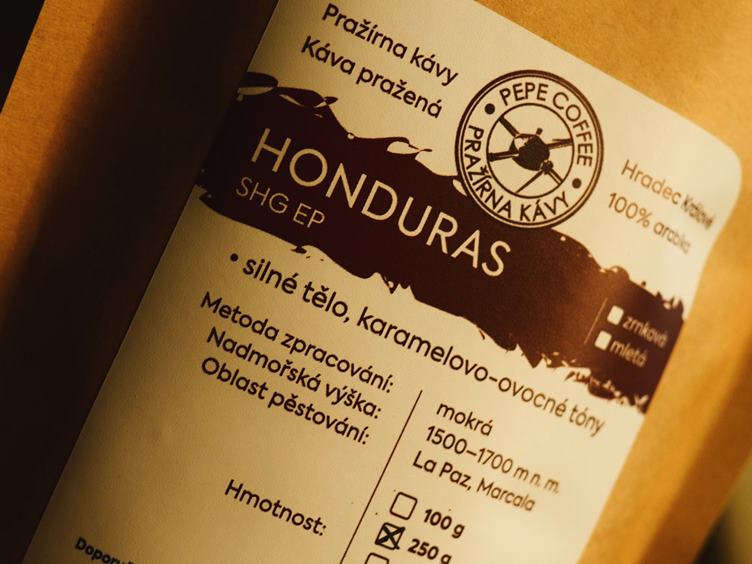 Pražírna kávy
Káva pražená
PEPE COFFEE
PRAŽÍRNA KÁVY
Hradec Králové
100% arabika
HONDURAS
SHG EP
zrnková
mletá
• silné tělo, karamelovo-ovocné tóny
Metoda zpracování: mokrá
Nadmořská výška: 1500–1700 m n. m.
Oblast pěstování: La Paz, Marcala
Hmotnost: 100 g
250 g